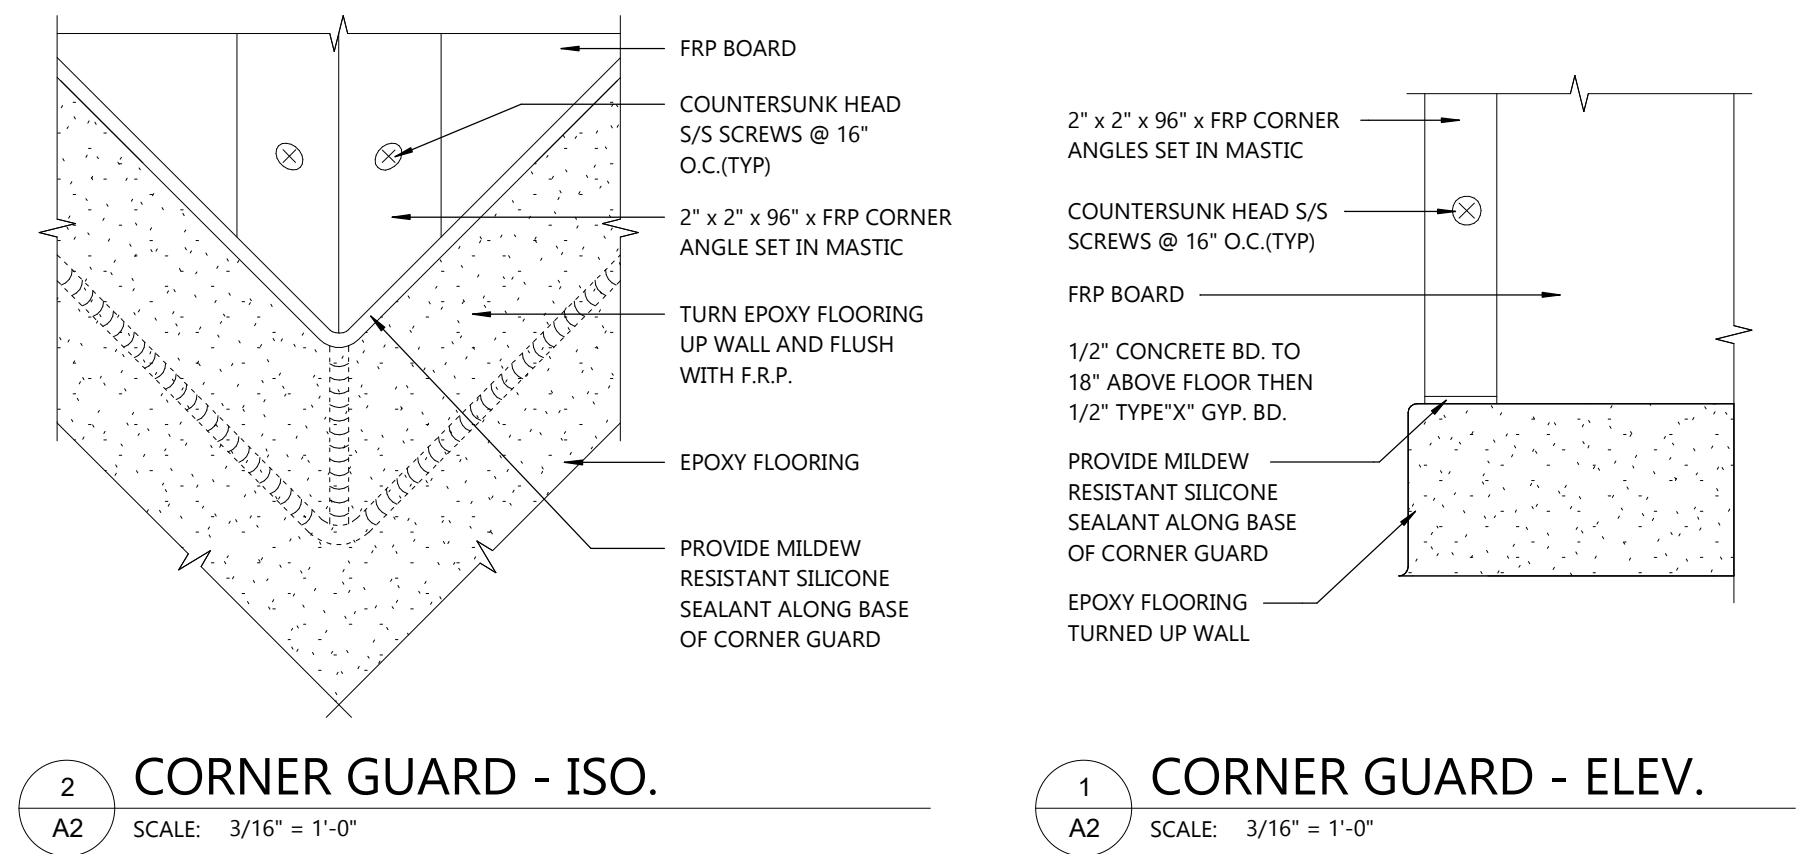 FRP BOARD
COUNTERSUNK HEAD
S/S SCREWS @ 16"
O.C.(TYP)
2" x 2" x 96" x FRP CORNER
ANGLE SET IN MASTIC
TURN EPOXY FLOORING
UP WALL AND FLUSH
WITH F.R.P.
EPOXY FLOORING
PROVIDE MILDEW
RESISTANT SILICONE
SEALANT ALONG BASE
OF CORNER GUARD
2
A2
CORNER GUARD - ISO.
SCALE: 3/16" = 1'-0"
2" x 2" x 96" x FRP CORNER
ANGLES SET IN MASTIC
COUNTERSUNK HEAD S/S
SCREWS @ 16" O.C.(TYP)
FRP BOARD
1/2" CONCRETE BD. TO
18" ABOVE FLOOR THEN
1/2" TYPE"X" GYP. BD.
PROVIDE MILDEW
RESISTANT SILICONE
SEALANT ALONG BASE
OF CORNER GUARD
EPOXY FLOORING
TURNED UP WALL
1
A2
CORNER GUARD - ELEV.
SCALE: 3/16" = 1'-0"